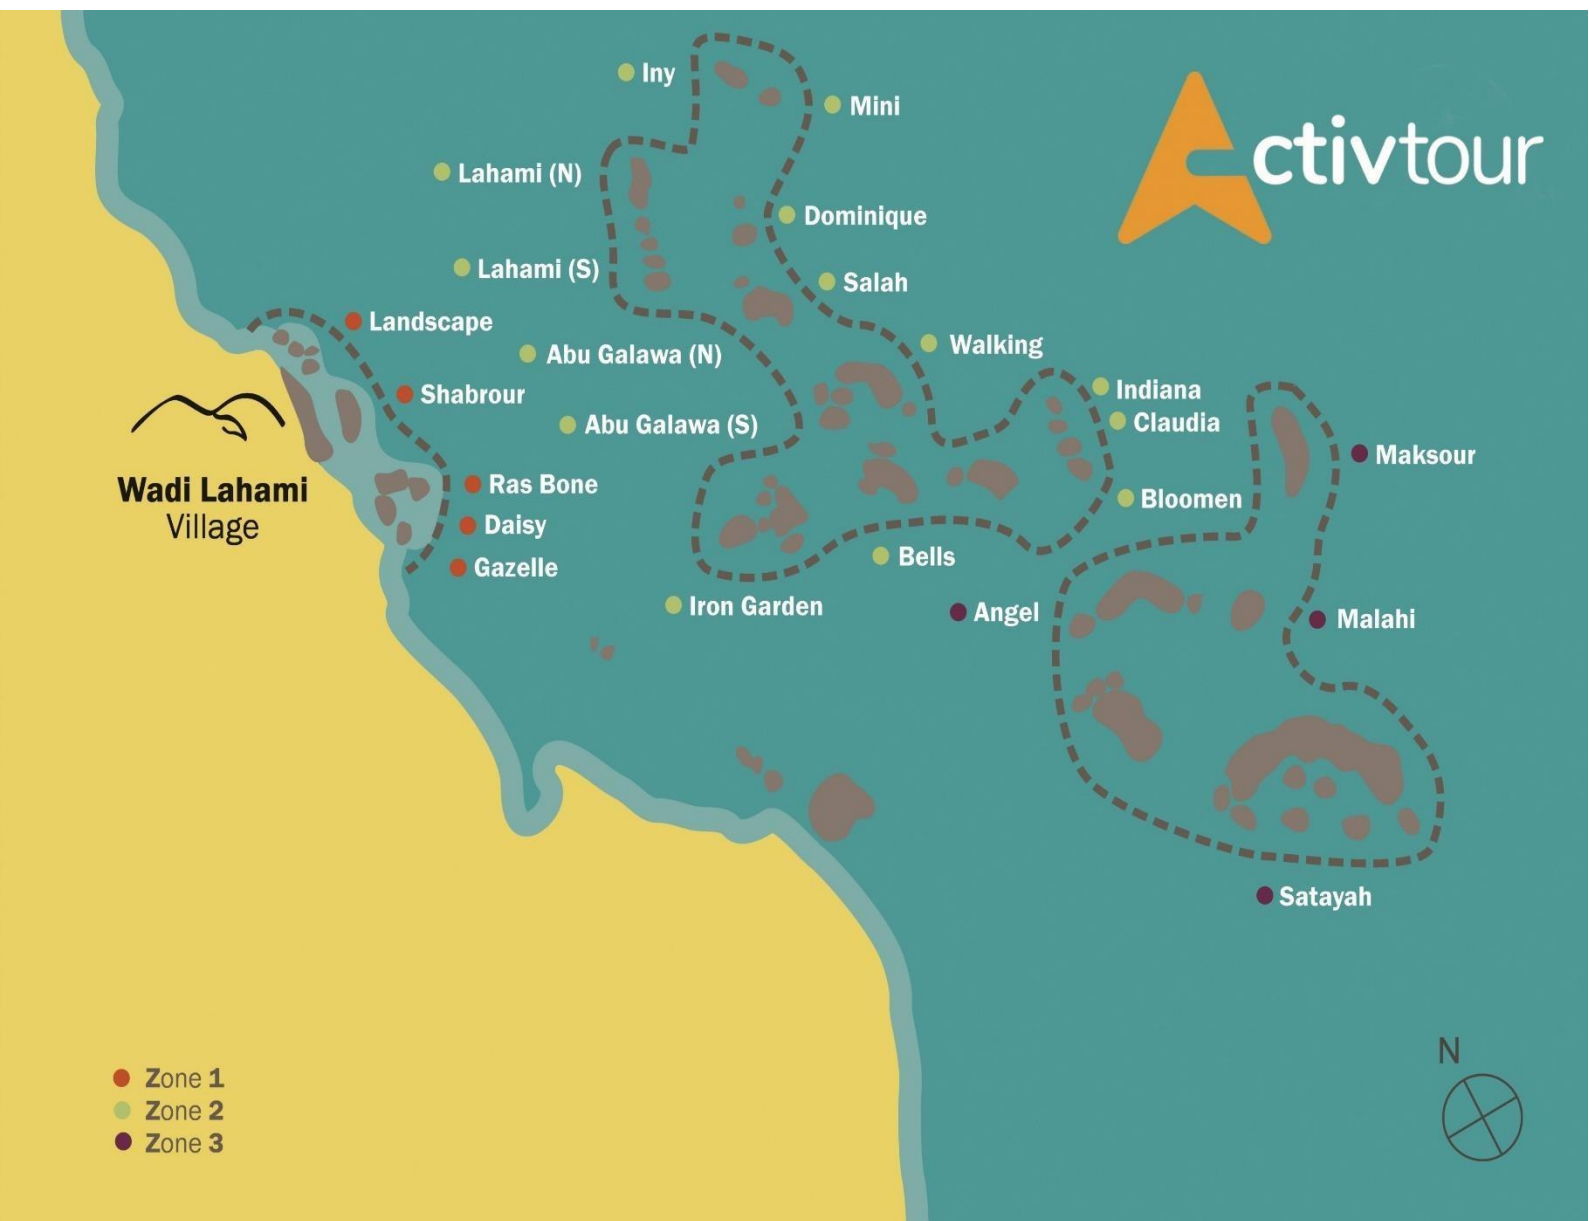 Iny
Mini
ctivtour
Lahami (N)
Dominique
Lahami (S)
Salah
Landscape
Walking
Abu Galawa (N)
Indiana
Shabrour
Claudia
Abu Galawa (S)
Maksour
Wadi Lahami
Village
Ras Bone
Bloomen
Daisy
Bells
Gazelle
Iron Garden
Angel
Malahi
Satayah
N
Zone 1
Zone 2
Zone 3